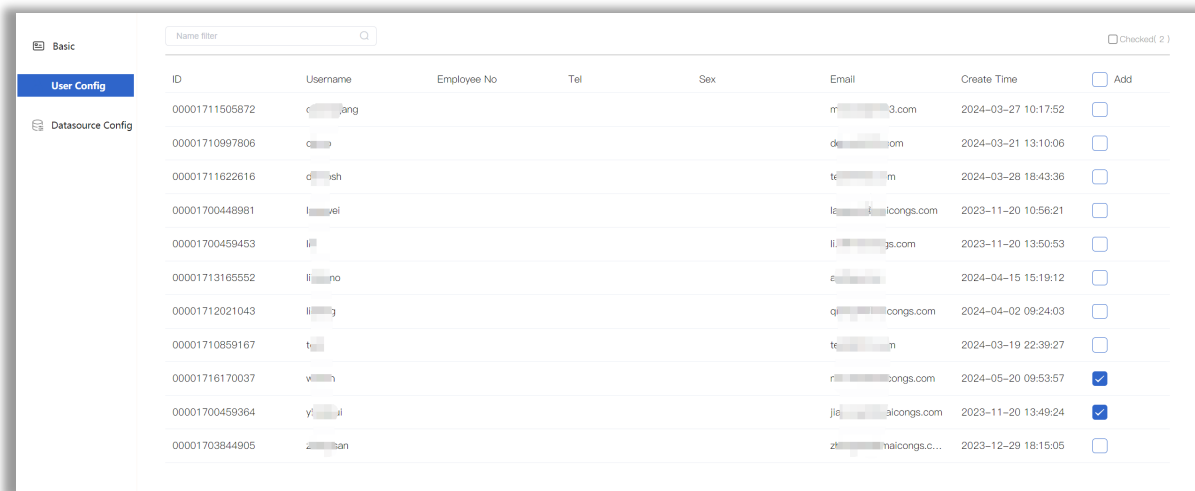 Basic
User Config
Datasource Config
Name filter
Checked( 2 )
ID Username Employee No Tel Sex Email Create Time Add
00001711505872 2024-03-27 10:17:52
00001710997806 2024-03-21 13:10:06
00001711622616 2024-03-28 18:43:36
00001700448981 2023-11-20 10:56:21
00001700459453 2023-11-20 13:50:53
00001713165552 2024-04-15 15:19:12
00001712021043 2024-04-02 09:24:03
00001710859167 2024-03-19 22:39:27
00001716170037 2024-05-20 09:53:57
00001700459364 2023-11-20 13:49:24
00001703844905 2023-12-29 18:15:05